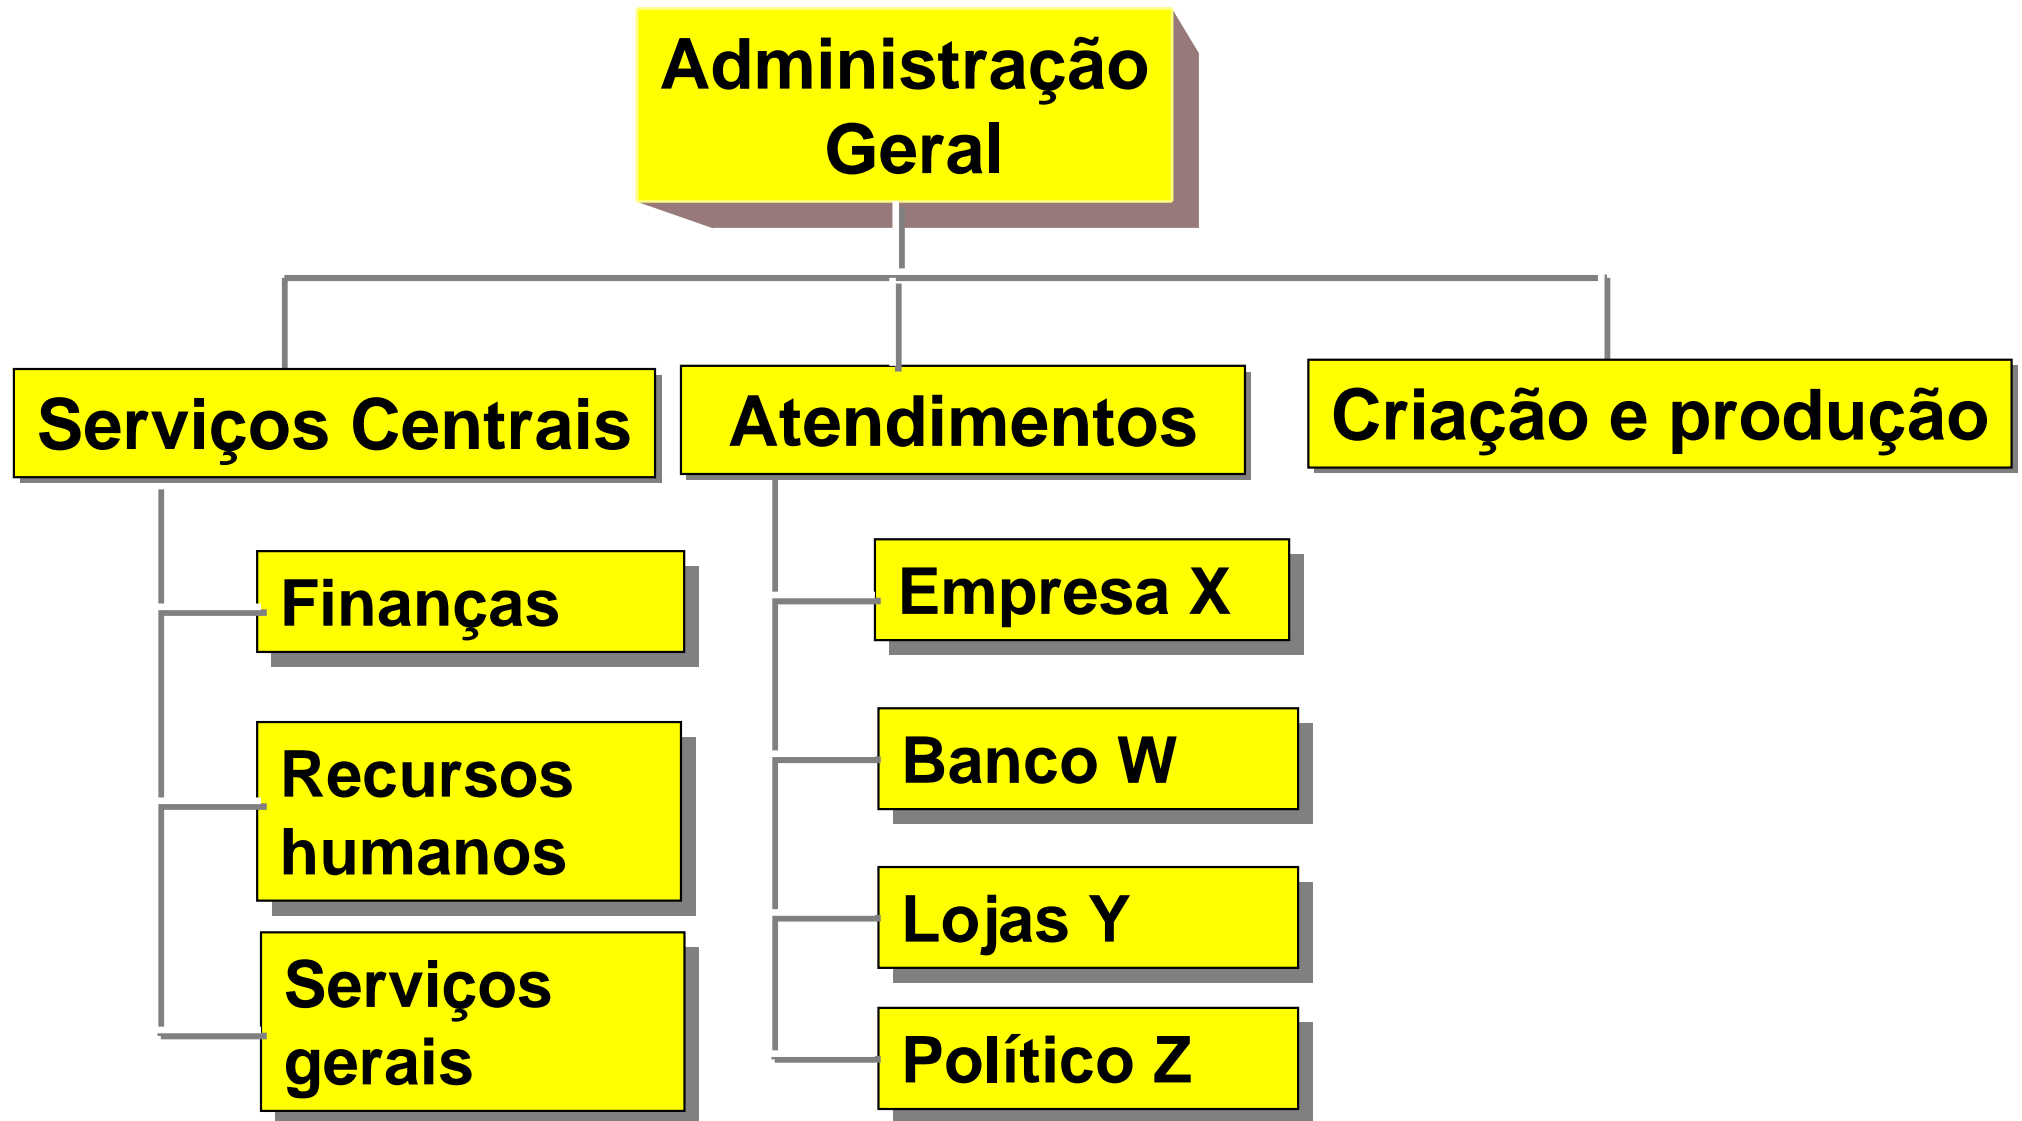 Administração
Geral
Serviços Centrais
Atendimentos
Criação e produção
Finanças
Recursos
humanos
Serviços
gerais
Empresa X
Banco W
Lojas Y
Político Z